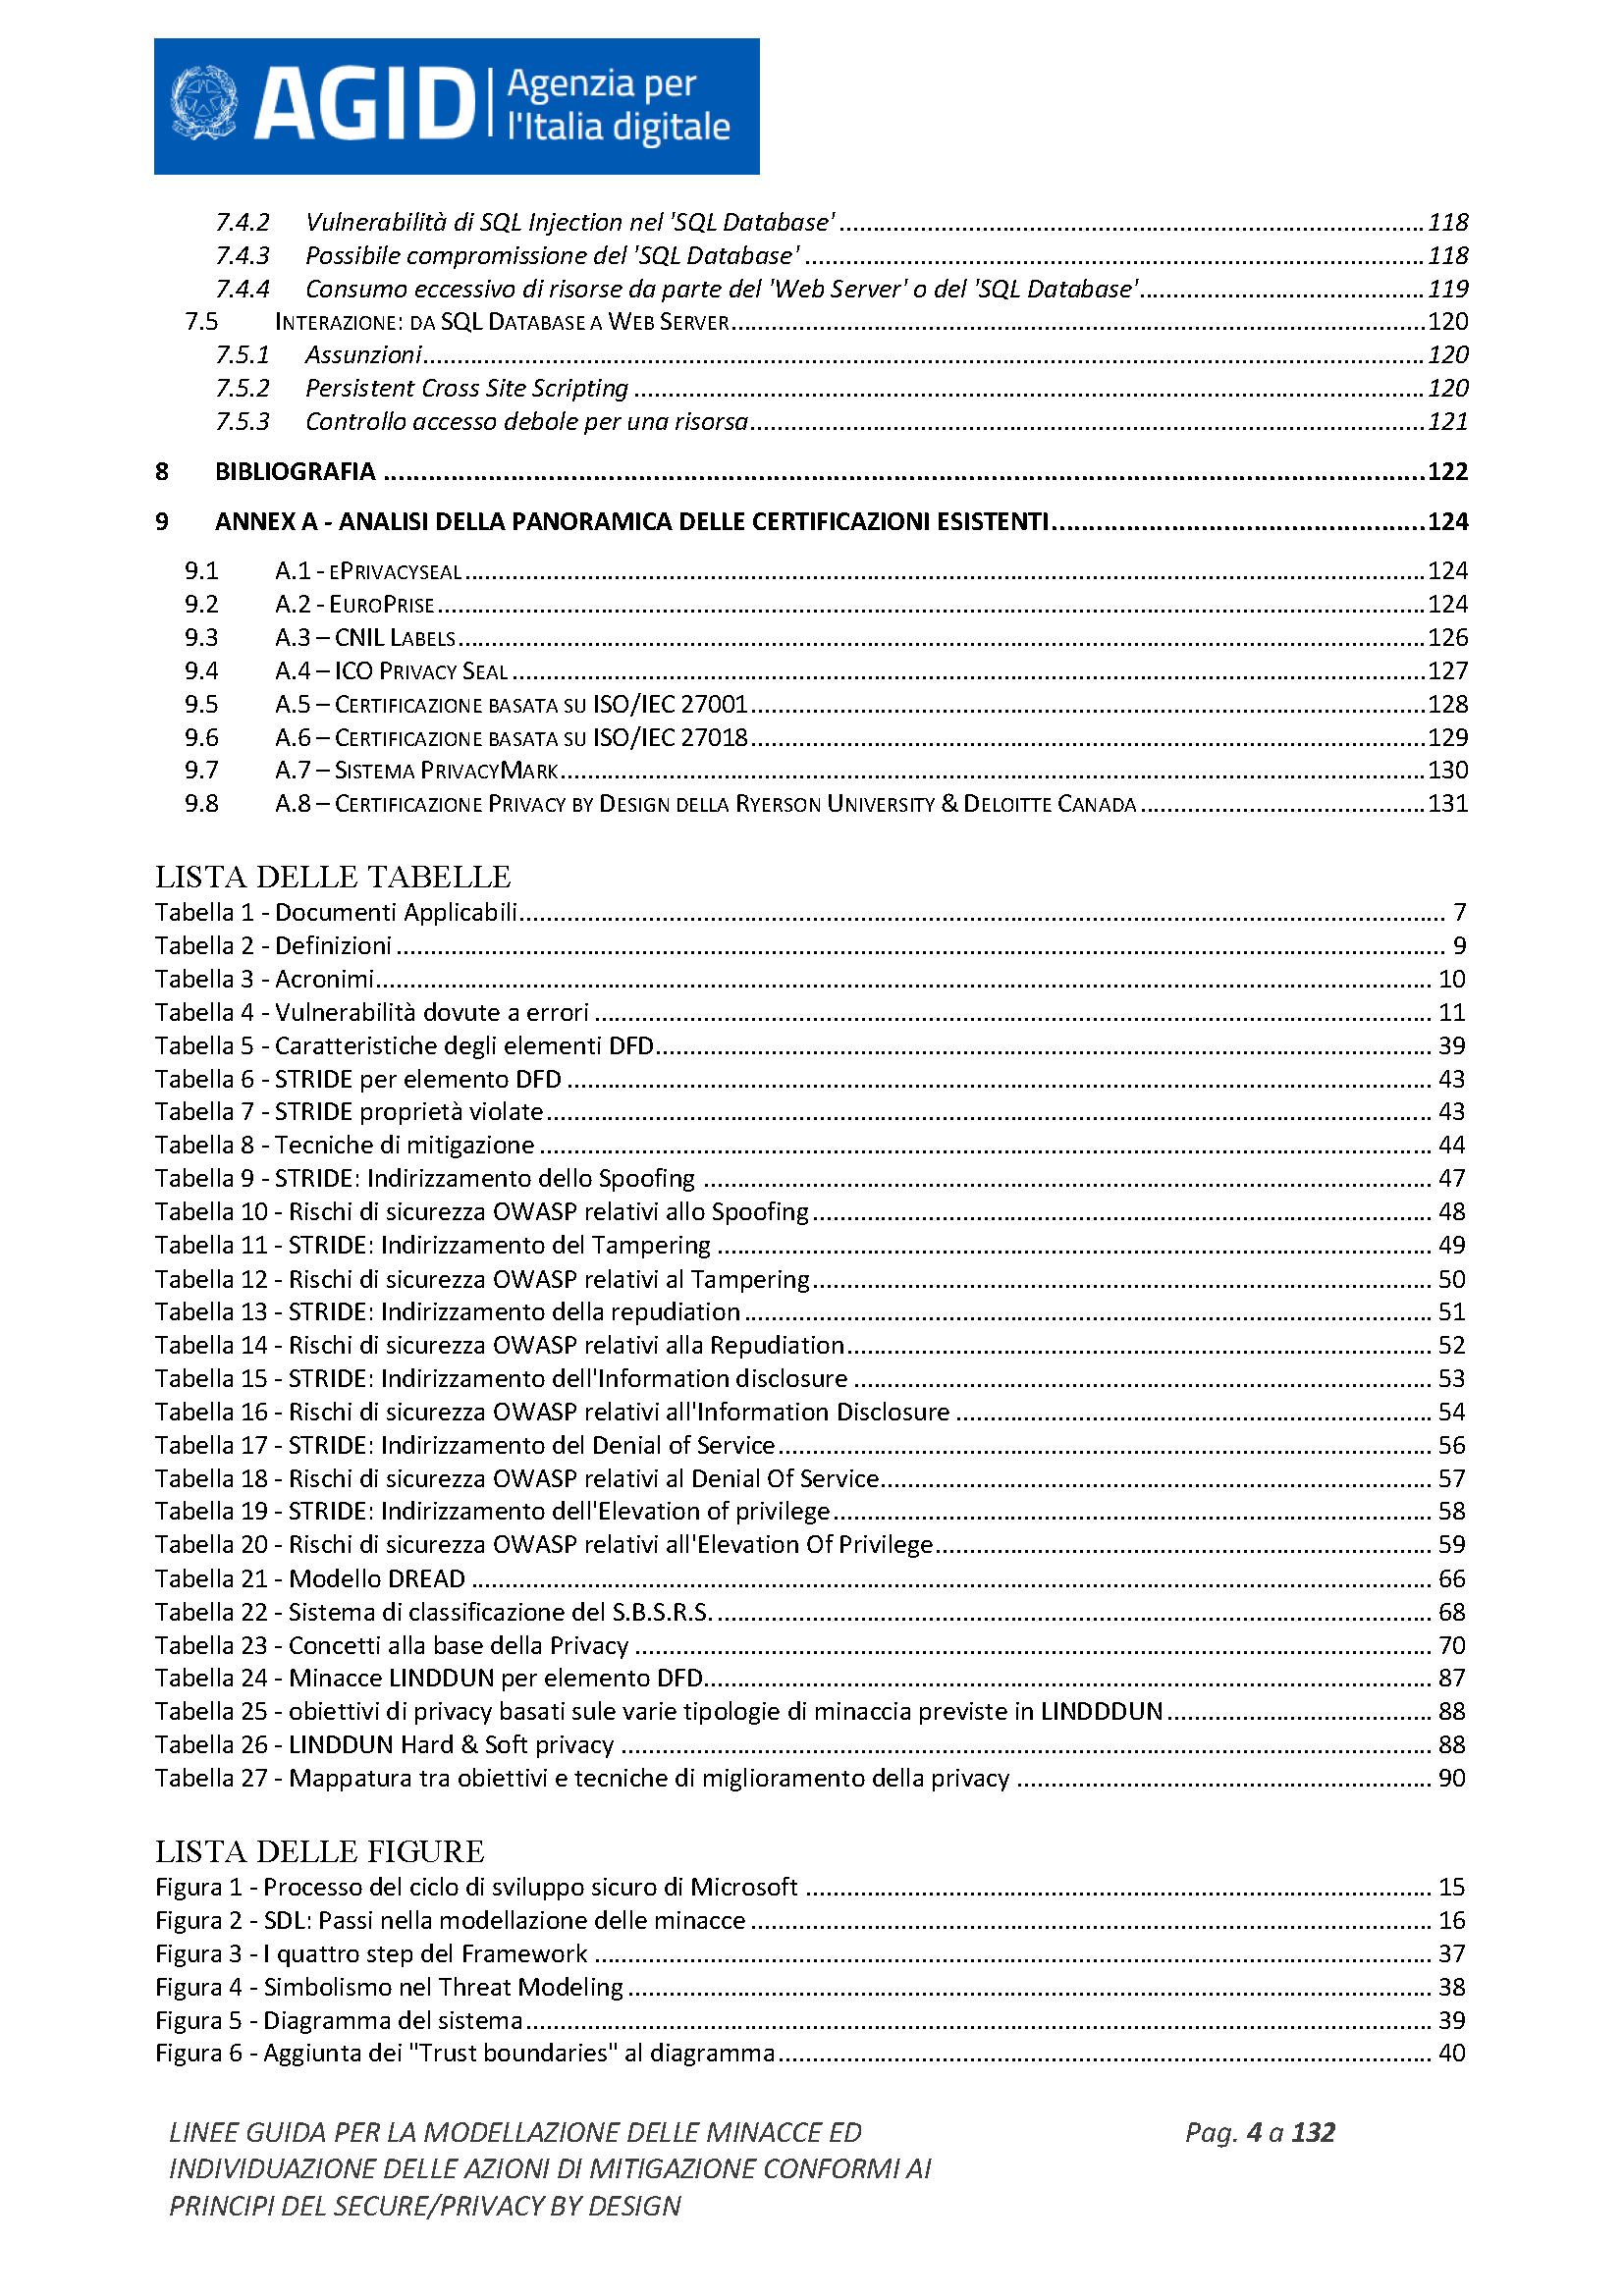 AGID Agenzia per
l'Italia digitale
7.4.2 Vulnerabilità di SQL Injection nel 'SQL Database' 118
7.4.3 Possibile compromissione del 'SQL Database' 118
7.4.4 Consumo eccessivo di risorse da parte del 'Web Server' o del 'SQL Database' 119
7.5 Interazione: da SQL Database a Web Server 120
7.5.1 Assunzioni 120
7.5.2 Persistent Cross Site Scripting 120
7.5.3 Controllo accesso debole per una risorsa 121
8 BIBLIOGRAFIA 122
9 ANNEX A - ANALISI DELLA PANORAMICA DELLE CERTIFICAZIONI ESISTENTI 124
9.1 A.1 - ePrivacyseal 124
9.2 A.2 - EuroPrise 124
9.3 A.3 – CNIL Labels 126
9.4 A.4 – ICO Privacy Seal 127
9.5 A.5 – Certificazione basata su ISO/IEC 27001 128
9.6 A.6 – Certificazione basata su ISO/IEC 27018 129
9.7 A.7 – Sistema PrivacyMark 130
9.8 A.8 – Certificazione Privacy by Design della Ryerson University & Deloitte Canada 131
LISTA DELLE TABELLE
Tabella 1 - Documenti Applicabili 7
Tabella 2 - Definizioni 9
Tabella 3 - Acronimi 10
Tabella 4 - Vulnerabilità dovute a errori 11
Tabella 5 - Caratteristiche degli elementi DFD 39
Tabella 6 - STRIDE per elemento DFD 43
Tabella 7 - STRIDE proprietà violate 43
Tabella 8 - Tecniche di mitigazione 44
Tabella 9 - STRIDE: Indirizzamento dello Spoofing 47
Tabella 10 - Rischi di sicurezza OWASP relativi allo Spoofing 48
Tabella 11 - STRIDE: Indirizzamento del Tampering 49
Tabella 12 - Rischi di sicurezza OWASP relativi al Tampering 50
Tabella 13 - STRIDE: Indirizzamento della repudiation 51
Tabella 14 - Rischi di sicurezza OWASP relativi alla Repudiation 52
Tabella 15 - STRIDE: Indirizzamento dell'Information disclosure 53
Tabella 16 - Rischi di sicurezza OWASP relativi all'Information Disclosure 54
Tabella 17 - STRIDE: Indirizzamento del Denial of Service 56
Tabella 18 - Rischi di sicurezza OWASP relativi al Denial Of Service 57
Tabella 19 - STRIDE: Indirizzamento dell'Elevation of privilege 58
Tabella 20 - Rischi di sicurezza OWASP relativi all'Elevation Of Privilege 59
Tabella 21 - Modello DREAD 66
Tabella 22 - Sistema di classificazione del S.B.S.R.S. 68
Tabella 23 - Concetti alla base della Privacy 70
Tabella 24 - Minacce LINDDUN per elemento DFD 87
Tabella 25 - obiettivi di privacy basati sule varie tipologie di minaccia previste in LINDDDUN 88
Tabella 26 - LINDDUN Hard & Soft privacy 88
Tabella 27 - Mappatura tra obiettivi e tecniche di miglioramento della privacy 90
LISTA DELLE FIGURE
Figura 1 - Processo del ciclo di sviluppo sicuro di Microsoft 15
Figura 2 - SDL: Passi nella modellazione delle minacce 16
Figura 3 - I quattro step del Framework 37
Figura 4 - Simbolismo nel Threat Modeling 38
Figura 5 - Diagramma del sistema 39
Figura 6 - Aggiunta dei "Trust boundaries" al diagramma 40
LINEE GUIDA PER LA MODELLAZIONE DELLE MINACCE ED Pag. 4 a 132
INDIVIDUAZIONE DELLE AZIONI DI MITIGAZIONE CONFORMI AI
PRINCIPI DEL SECURE/PRIVACY BY DESIGN